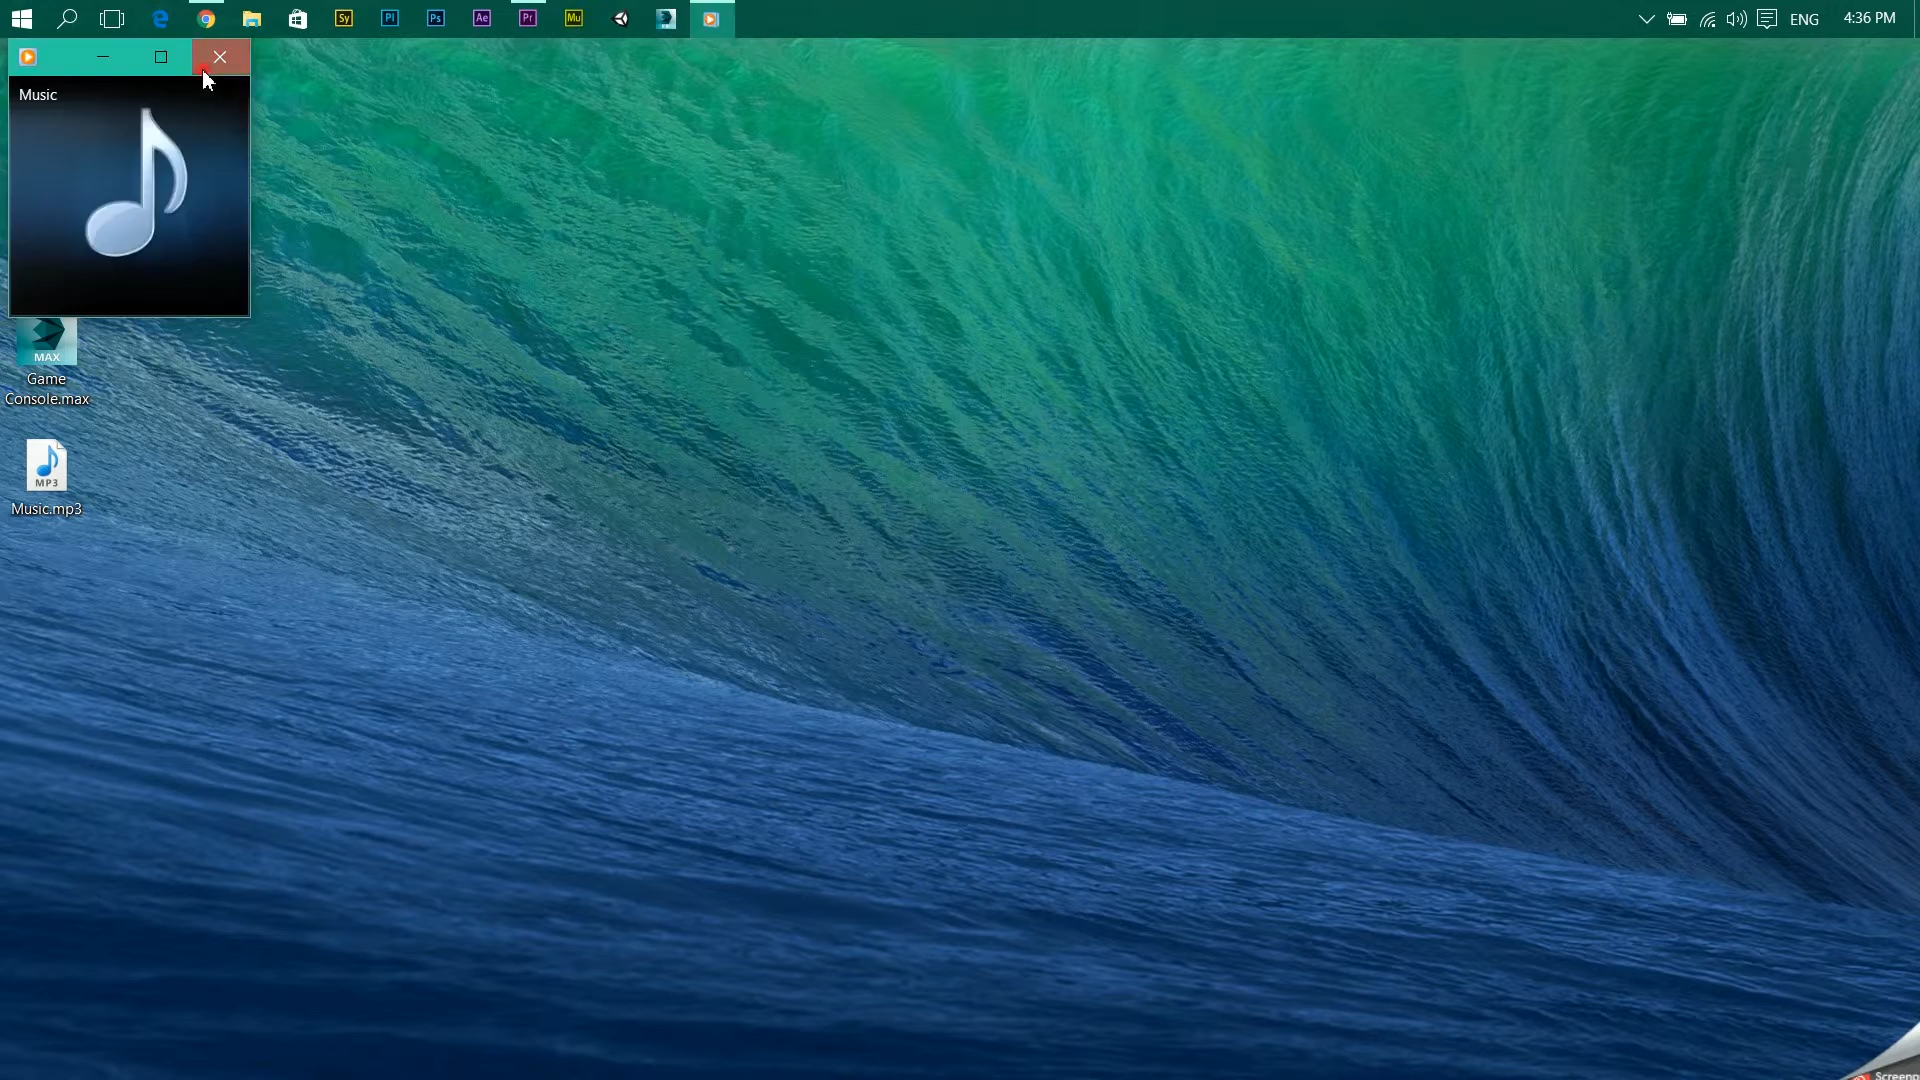 Sy
Pl
Ps
Ae
Pr
Mu
ENG
4:36 PM
Music
MAX
Game
Console.max
MP3
Music.mp3